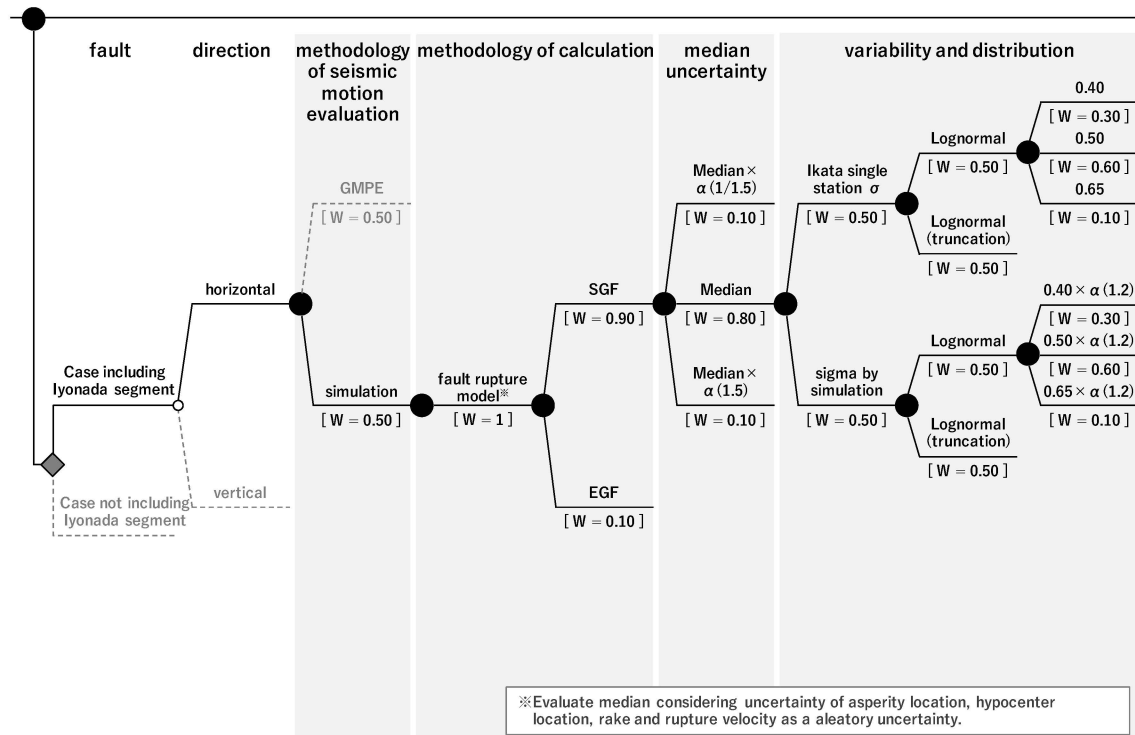 fault
direction
methodology
of seismic
motion
evaluation
methodology of calculation
median
uncertainty
variability and distribution
GMPE
[ W = 0.50 ]
horizontal
Case including
Iyonada segment
simulation
[ W = 0.50 ]
fault rupture
model※
[ W = 1 ]
SGF
[ W = 0.90 ]
EGF
[ W = 0.10 ]
vertical
Case not including
Iyonada segment
Median×
α (1/1.5)
[ W = 0.10 ]
Median
[ W = 0.80 ]
Median×
α (1.5)
[ W = 0.10 ]
Ikata single
station σ
[ W = 0.50 ]
sigma by
simulation
[ W = 0.50 ]
Lognormal
[ W = 0.50 ]
Lognormal
(truncation)
[ W = 0.50 ]
0.40
[ W = 0.30 ]
0.50
[ W = 0.60 ]
0.65
[ W = 0.10 ]
Lognormal
[ W = 0.50 ]
Lognormal
(truncation)
[ W = 0.50 ]
0.40 × α (1.2)
[ W = 0.30 ]
0.50 × α (1.2)
[ W = 0.60 ]
0.65 × α (1.2)
[ W = 0.10 ]
※Evaluate median considering uncertainty of asperity location, hypocenter
location, rake and rupture velocity as a aleatory uncertainty.